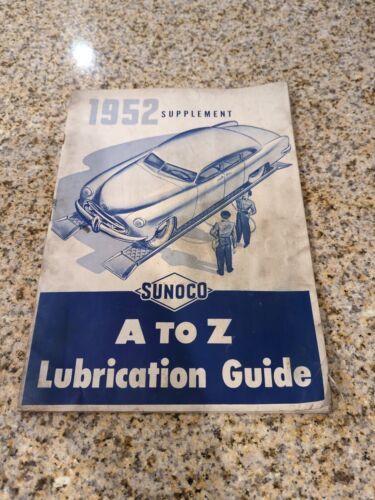 1952 SUPPLEMENT
SUNOCO
A TO Z
Lubrication Guide